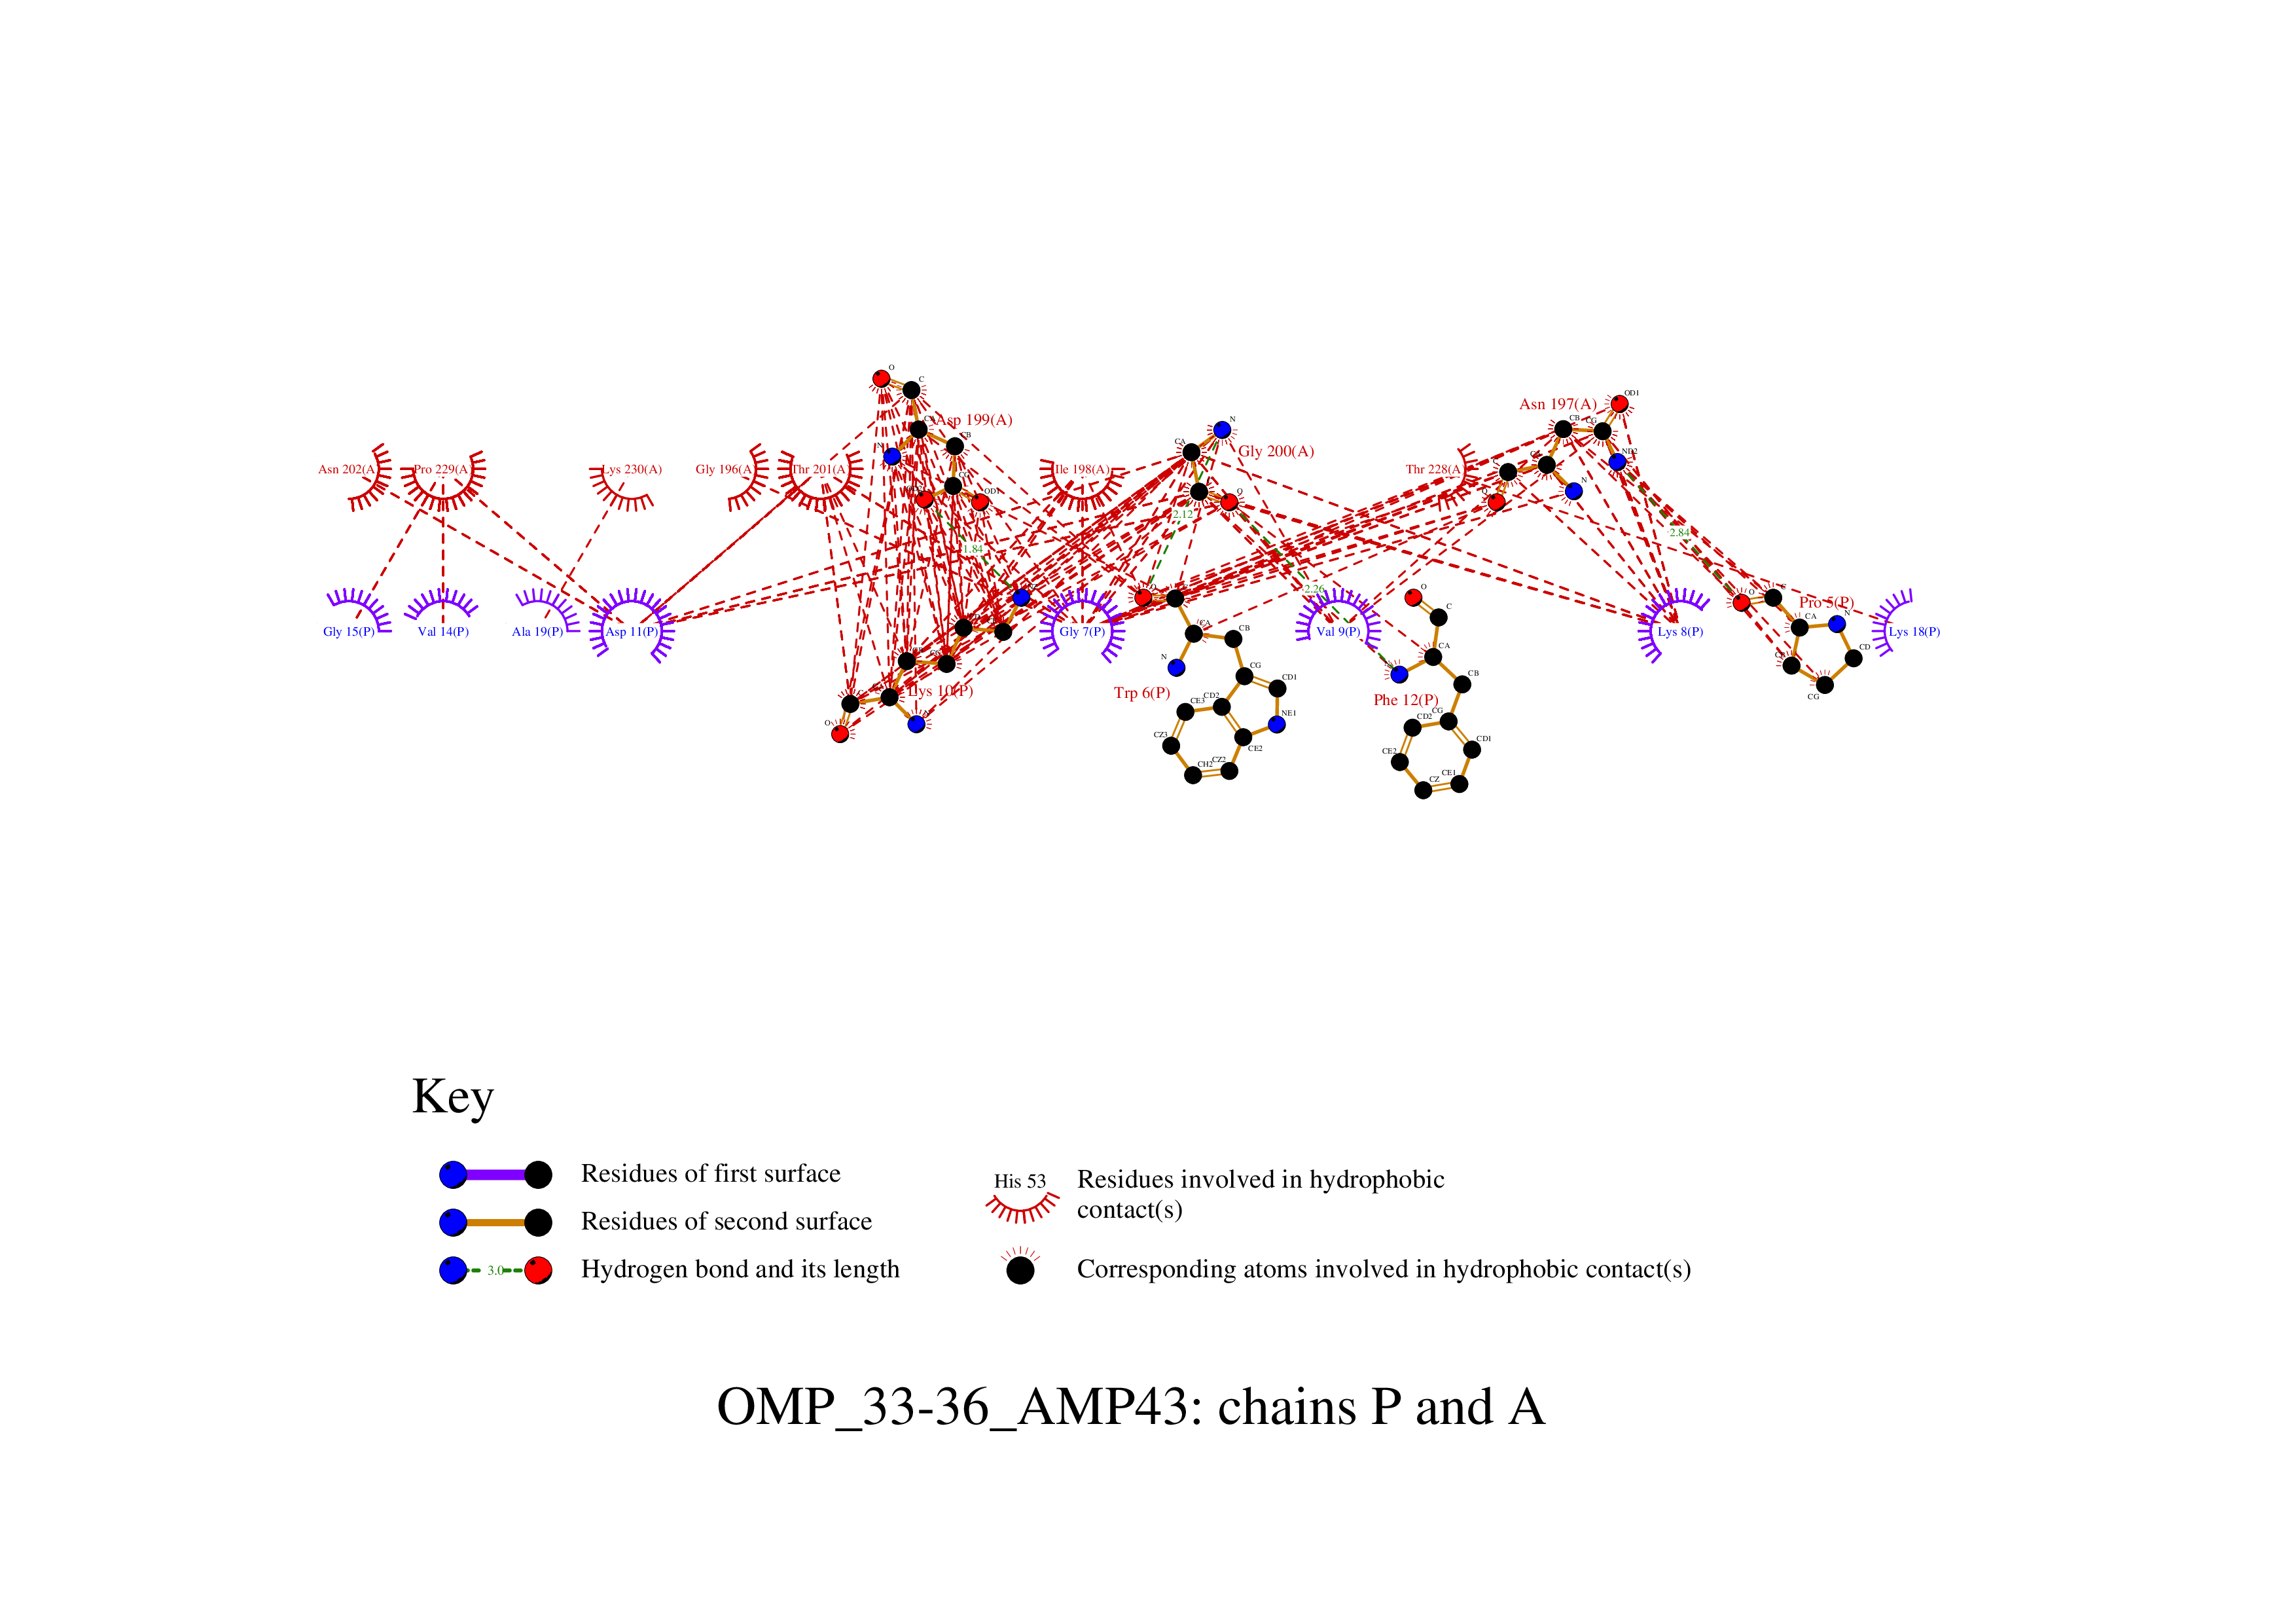 O
C
OD1
Asn 197(A)
CB
CG
CA
Asp 199(A)
N
CB
N
CA
Gly 200(A)
ND2
Asn 202(A
Pro 229(A)
Lys 230(A)
Gly 196(A)
Thr 201(A)
Ile 198(A)
Thr 228(A
C
N
CG
OD1
O
2.12
2.84
1.84
2.26
O
C
O
O
Pro 5(P)
N
CA
CD
CG
Gly 15(P)
Val 14(P)
Ala 19(P)
Asp 11(P)
Gly 7(P)
Val 9(P)
Lys 8(P)
Lys 18(P)
CA
CB
N
CG
CD1
CD2
CE3
NE1
CZ3
CE2
CZ2
CH2
Lys 10(P)
Trp 6(P)
Phe 12(P)
CA
CB
CG
CD2
CD1
CE2
CE1
CZ
O
Key
Residues of first surface
Residues of second surface
3.0
Hydrogen bond and its length
His 53
Residues involved in hydrophobic
contact(s)
Corresponding atoms involved in hydrophobic contact(s)
OMP_33-36_AMP43: chains P and A